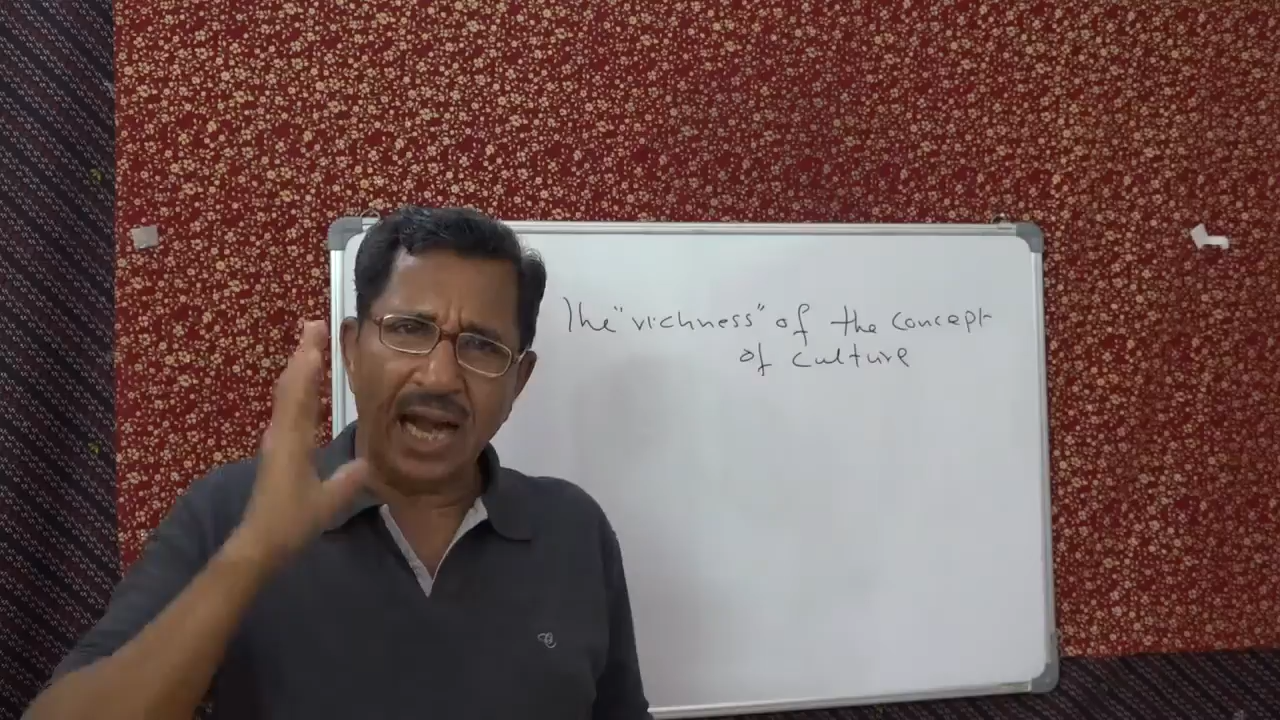 The "richness" of the concept
of culture